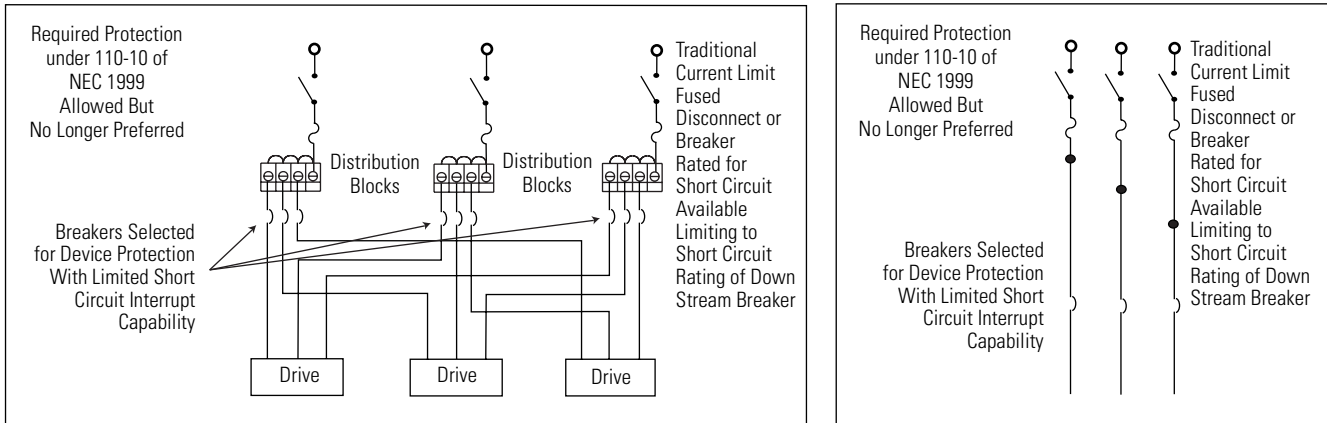 Required Protection
under 110-10 of
NEC 1999
Allowed But
No Longer Preferred
Distribution
Blocks
Distribution
Blocks
Traditional
Current Limit
Fused
Disconnect or
Breaker
Rated for
Short Circuit
Available
Limiting to
Short Circuit
Rating of Down
Stream Breaker
Breakers Selected
for Device Protection
With Limited Short
Circuit Interrupt
Capability
Drive
Drive
Drive
Required Protection
under 110-10 of
NEC 1999
Allowed But
No Longer Preferred
Traditional
Current Limit
Fused
Disconnect or
Breaker
Rated for
Short Circuit
Available
Limiting to
Short Circuit
Rating of Down
Stream Breaker
Breakers Selected
for Device Protection
With Limited Short
Circuit Interrupt
Capability